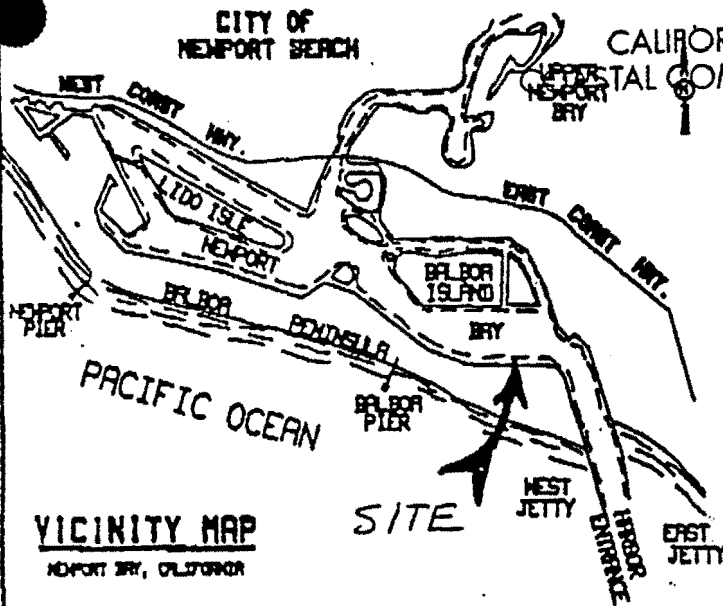 CITY OF
NEWPORT BEACH
UPPER
NEWPORT
BAY
WEST COAST HWY.
EAST COAST HWY.
LIDO ISLE
NEWPORT
BALBOA
ISLAND
BAY
NEWPORT
PIER
BALBOA
PENINSULA
BALBOA
PIER
PACIFIC OCEAN
SITE
WEST
JETTY
HARBOR
ENTRANCE
EAST
JETTY
VICINITY MAP
NEWPORT BAY, CALIFORNIA